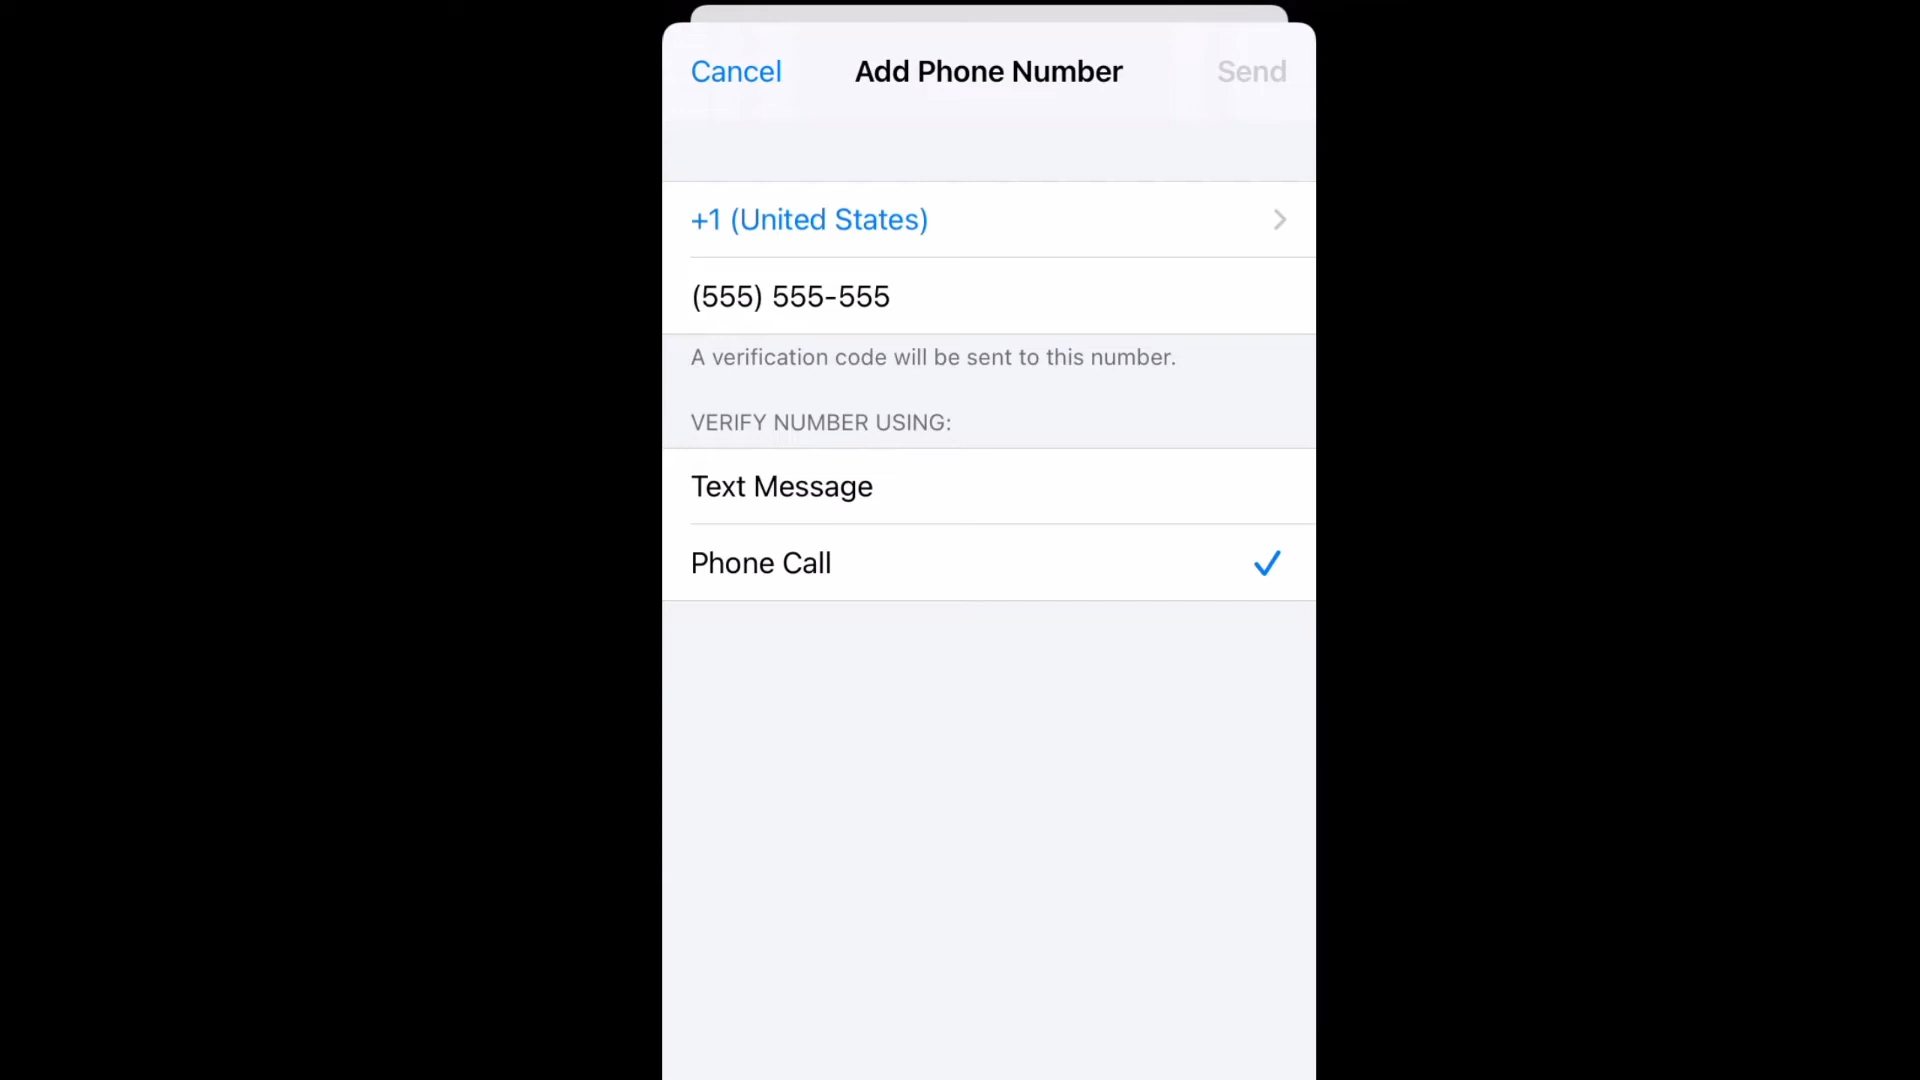 Cancel Add Phone Number Send
+1 (United States)
(555) 555-555
A verification code will be sent to this number.
VERIFY NUMBER USING:
Text Message
Phone Call